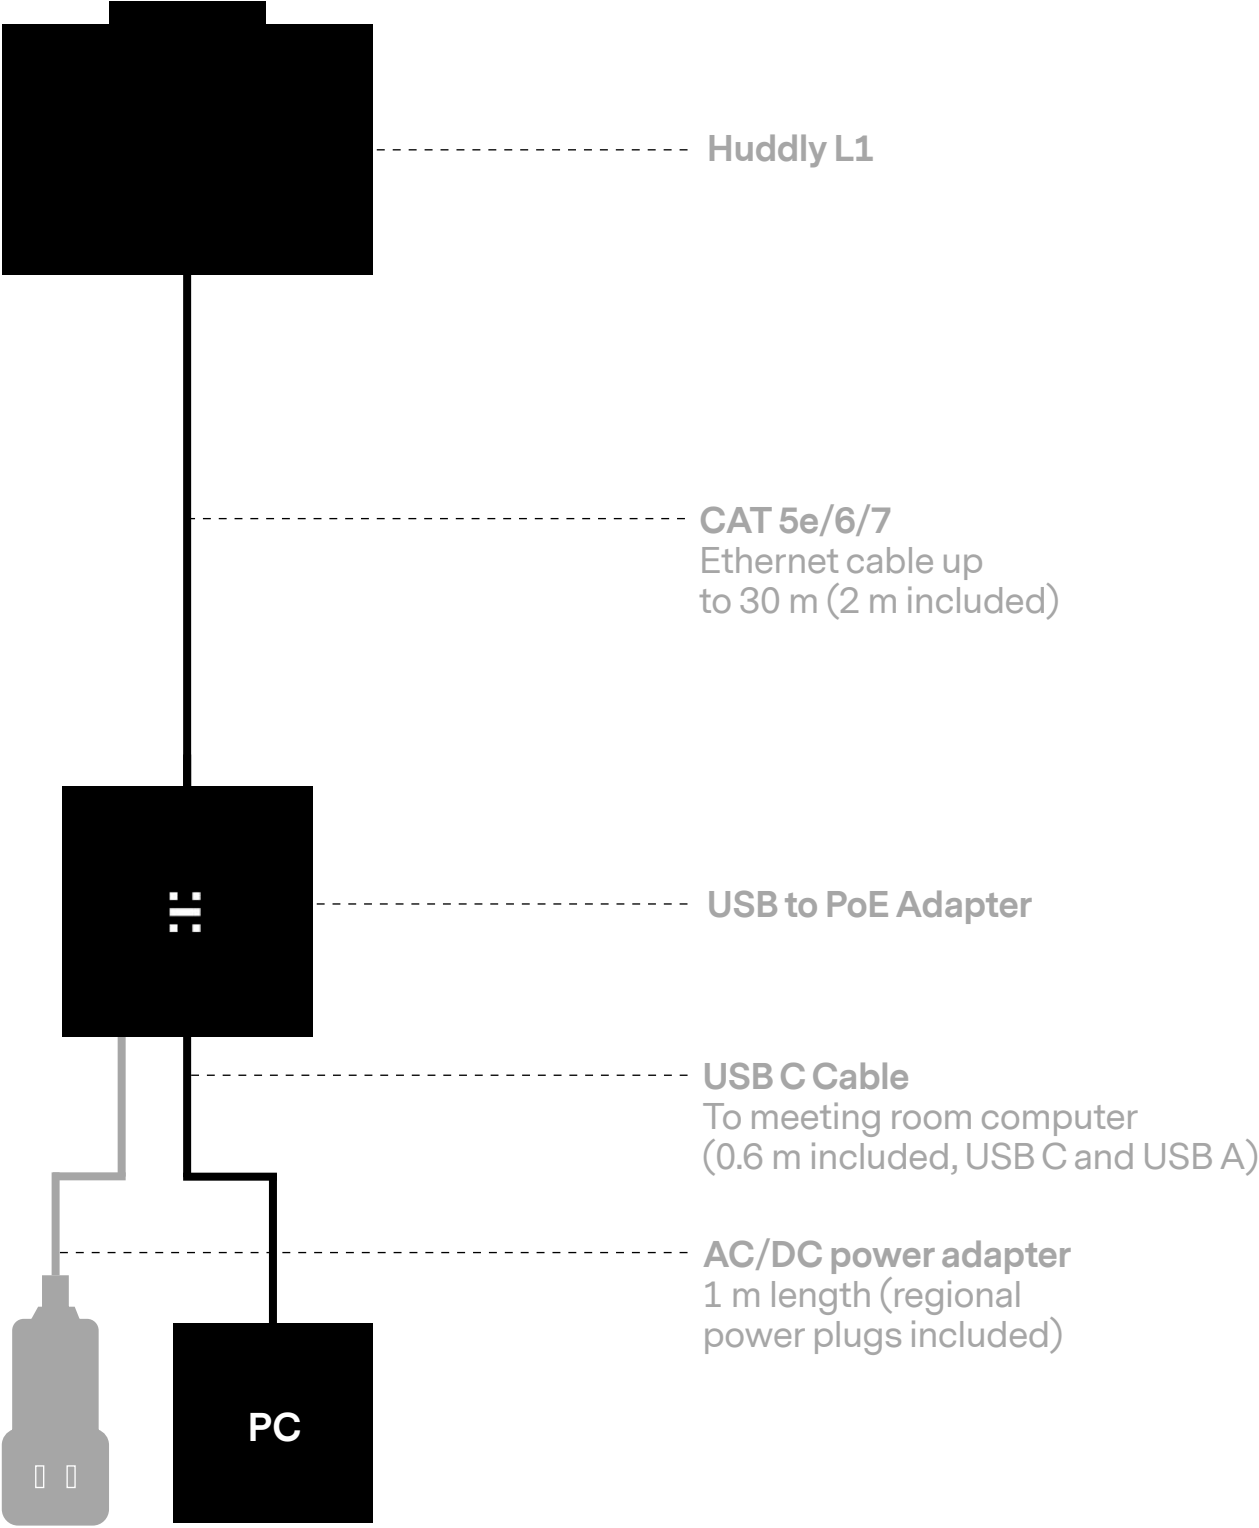 Huddly L1
CAT 5e/6/7
Ethernet cable up
to 30 m (2 m included)
USB to PoE Adapter
USB C Cable
To meeting room computer
(0.6 m included, USB C and USB A)
AC/DC power adapter
1 m length (regional
power plugs included)
PC